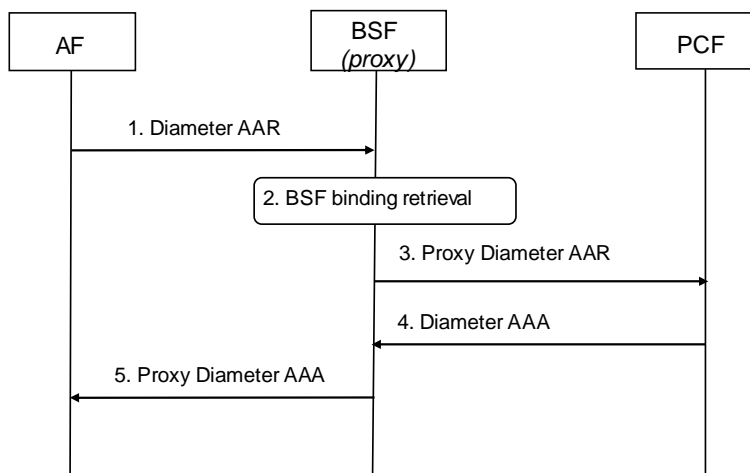 AF
BSF
(proxy)
PCF
1. Diameter AAR
2. BSF binding retrieval
3. Proxy Diameter AAR
4. Diameter AAA
5. Proxy Diameter AAA